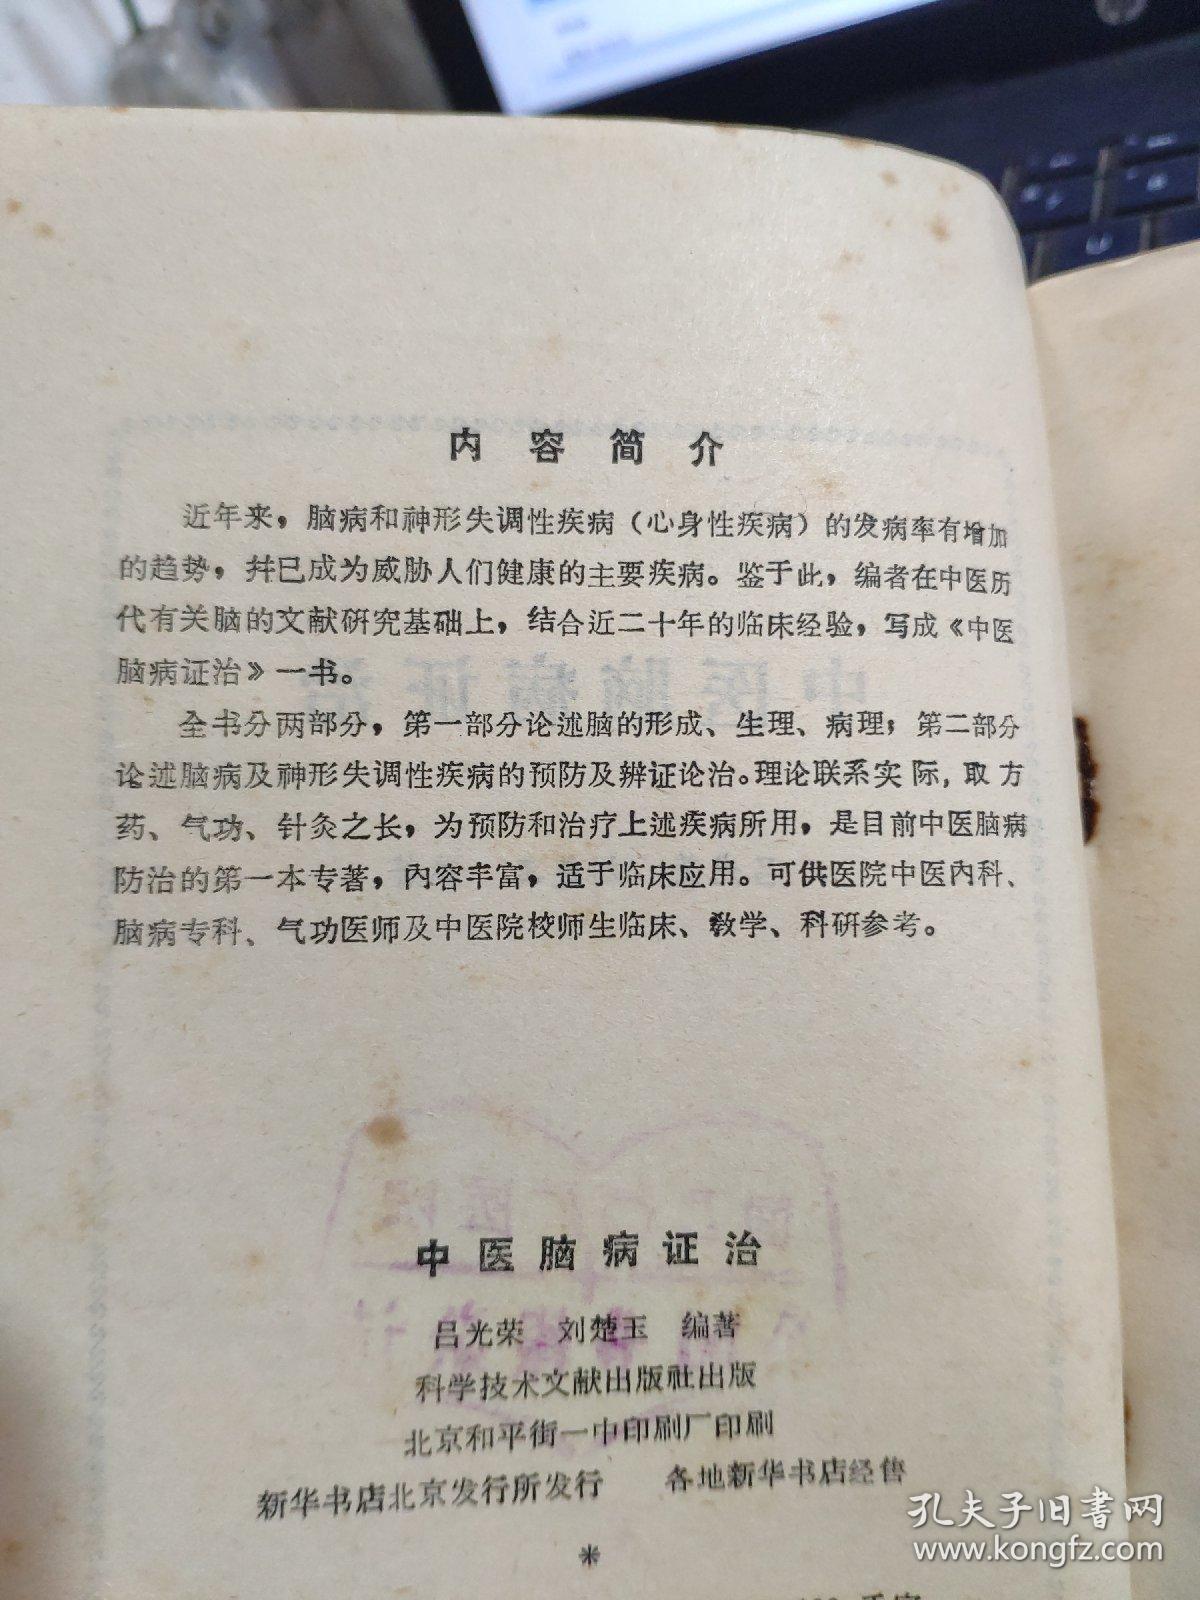 内容简介
近年来，脑病和神形失调性疾病（心身性疾病）的发病率有增加
的趋势，并已成为威胁人们健康的主要疾病。鉴于此，编者在中医历
代有关脑的文献研究基础上，结合近二十年的临床经验，写成《中医
脑病证治》一书。
全书分两部分，第一部分论述脑的形成、生理、病理；第二部分
论述脑病及神形失调性疾病的预防及辨证论治。理论联系实际，取方
药、气功、针灸之长，为预防和治疗上述疾病所用，是目前中医脑病
防治的第一本专著，内容丰富，适于临床应用。可供医院中医内科、
脑病专科、气功医师及中医院校师生临床、教学、科研参考。
中医脑病证治
吕光荣 刘楚玉 编著
科学技术文献出版社出版
北京和平街一中印刷厂印刷
新华书店北京发行所发行 各地新华书店经售
*
孔夫子旧书网
www.kongfz.com